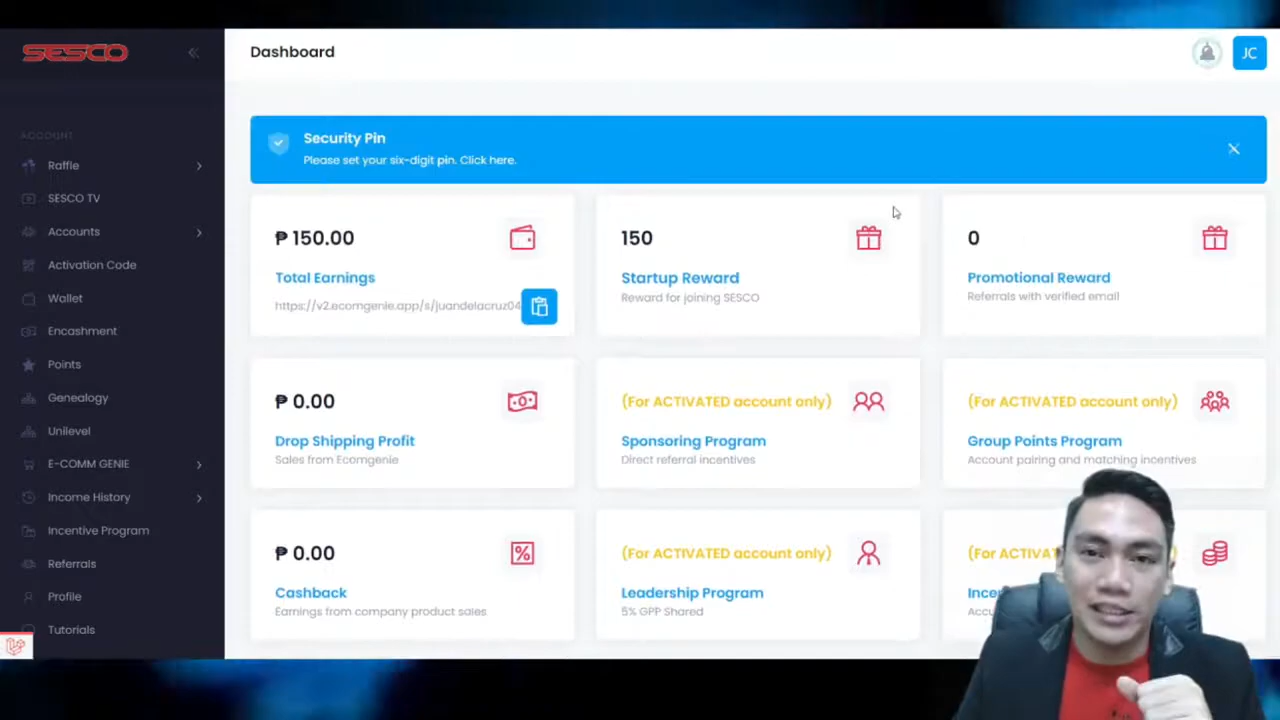 SESCO
Dashboard
JC
Security Pin
Please set your six-digit pin. Click here.
ACCOUNT
Raffle
SESCO TV
Accounts
Activation Code
Wallet
Encashment
Points
Genealogy
Unilevel
E-COMM GENIE
Income History
Incentive Program
Referrals
Profile
Tutorials
₱ 150.00
Total Earnings
https://v2.ecomgenie.app/s/juandelacruz04
150
Startup Reward
Reward for joining SESCO
0
Promotional Reward
Referrals with verified email
₱ 0.00
Drop Shipping Profit
Sales from Ecomgenie
(For ACTIVATED account only)
Sponsoring Program
Direct referral incentives
(For ACTIVATED account only)
Group Points Program
Account pairing and matching incentives
₱ 0.00
Cashback
Earnings from company product sales
(For ACTIVATED account only)
Leadership Program
5% GPP Shared
(For